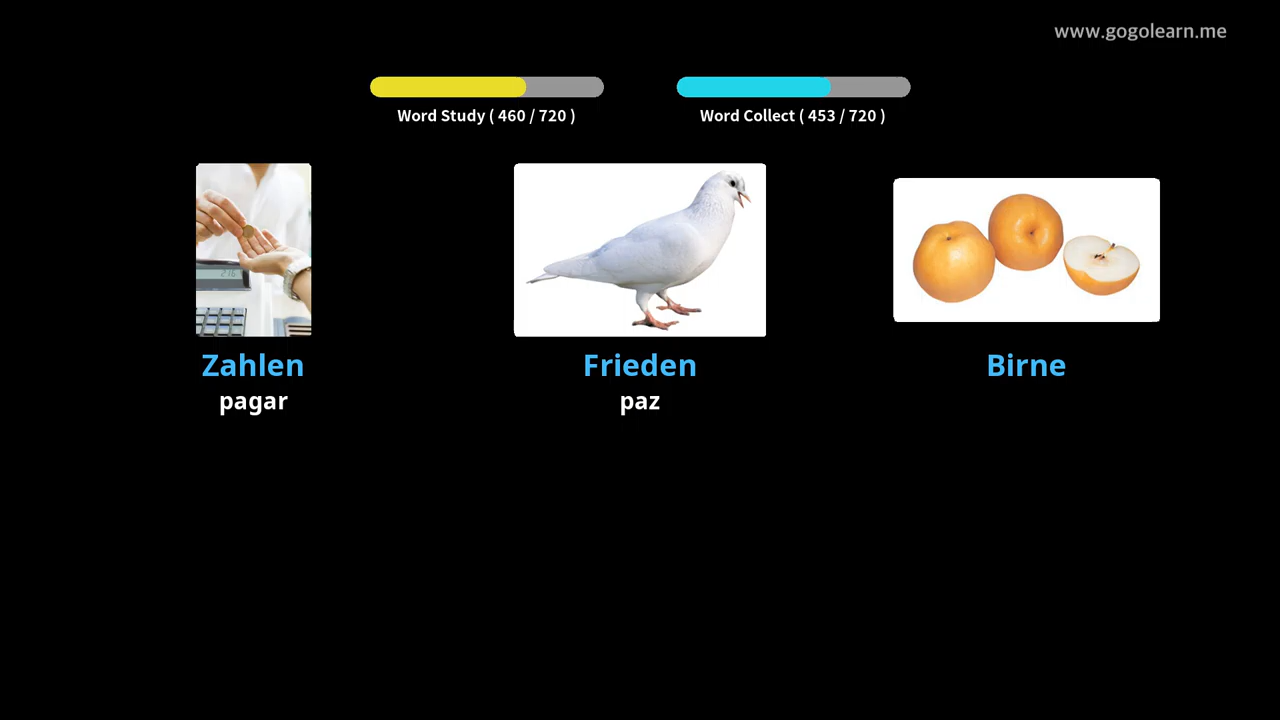 www.gogolearn.me
Word Study ( 460 / 720 )
Word Collect ( 453 / 720 )
Zahlen
pagar
Frieden
paz
Birne